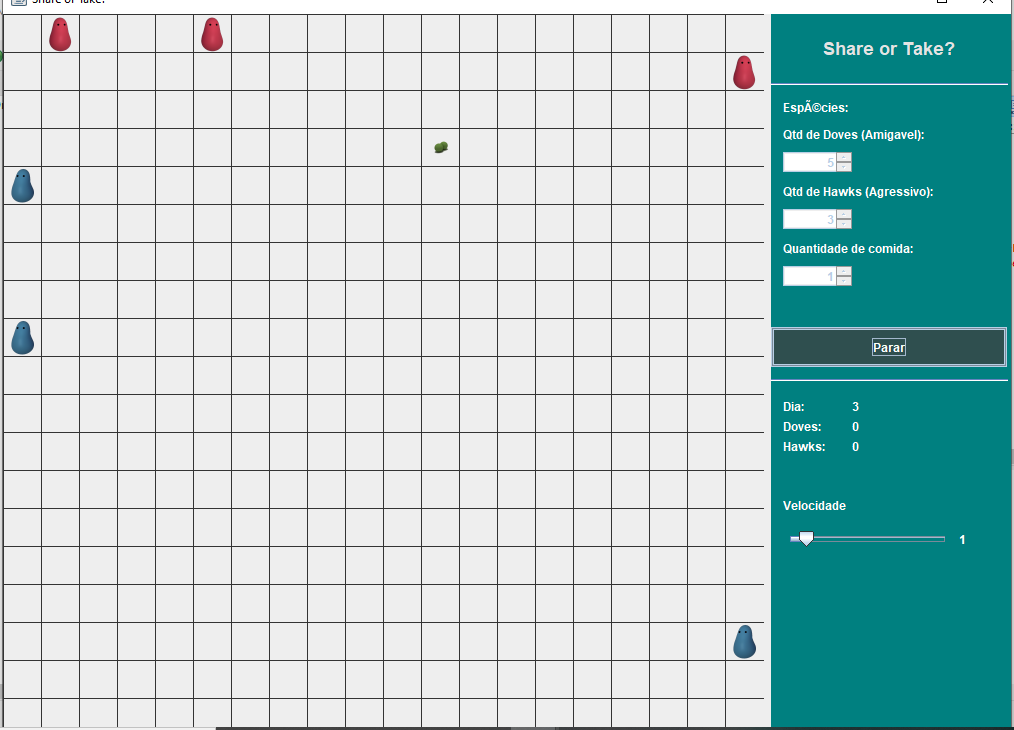 Share or Take?
Share or Take?
EspÃ©cies:
Qtd de Doves (Amigavel):
5
Qtd de Hawks (Agressivo):
3
Quantidade de comida:
1
Parar
Dia: 3
Doves: 0
Hawks: 0
Velocidade
1